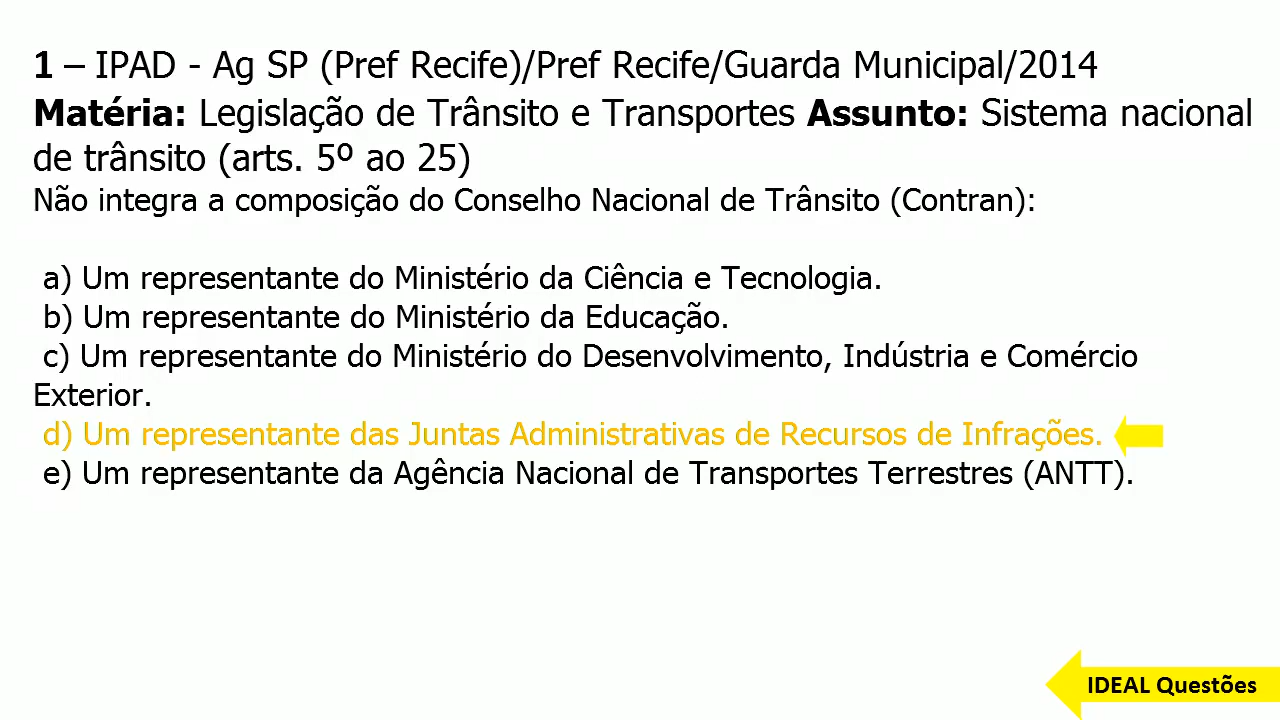 1 – IPAD - Ag SP (Pref Recife)/Pref Recife/Guarda Municipal/2014
Matéria: Legislação de Trânsito e Transportes Assunto: Sistema nacional
de trânsito (arts. 5º ao 25)
Não integra a composição do Conselho Nacional de Trânsito (Contran):
a) Um representante do Ministério da Ciência e Tecnologia.
b) Um representante do Ministério da Educação.
c) Um representante do Ministério do Desenvolvimento, Indústria e Comércio
Exterior.
d) Um representante das Juntas Administrativas de Recursos de Infrações.
e) Um representante da Agência Nacional de Transportes Terrestres (ANTT).
IDEAL Questões